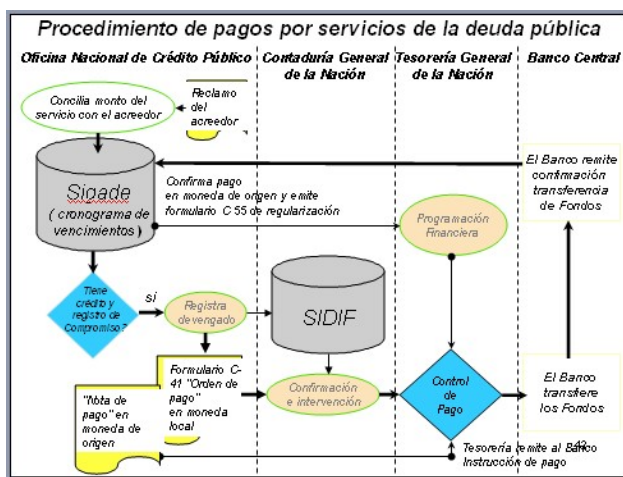 Procedimiento de pagos por servicios de la deuda pública
Oficina Nacional de Crédito Público
Contaduría General
de la Nación
Tesorería General
de la Nación
Banco Central
Concilia monto del
servicio con el acreedor
Reclamo
del
acreedor
Sigade
( cronograma de
vencimientos )
Confirma pago
en moneda de origen y emite
formulario C 55 de regularización
Programación
Financiera
El Banco remite
confirmación
transferencia
de Fondos
Tiene
crédito y
registro de
Compromiso?
si
Registra
devengado
SIDIF
"Nota de
pago" en
moneda de
origen
Formulario C-
41 "Orden de
pago"
en moneda
local
Confirmación
e intervención
Control
de
Pago
El Banco
transfiere
los Fondos
42
Tesorería remite al Banco
Instrucción de pago